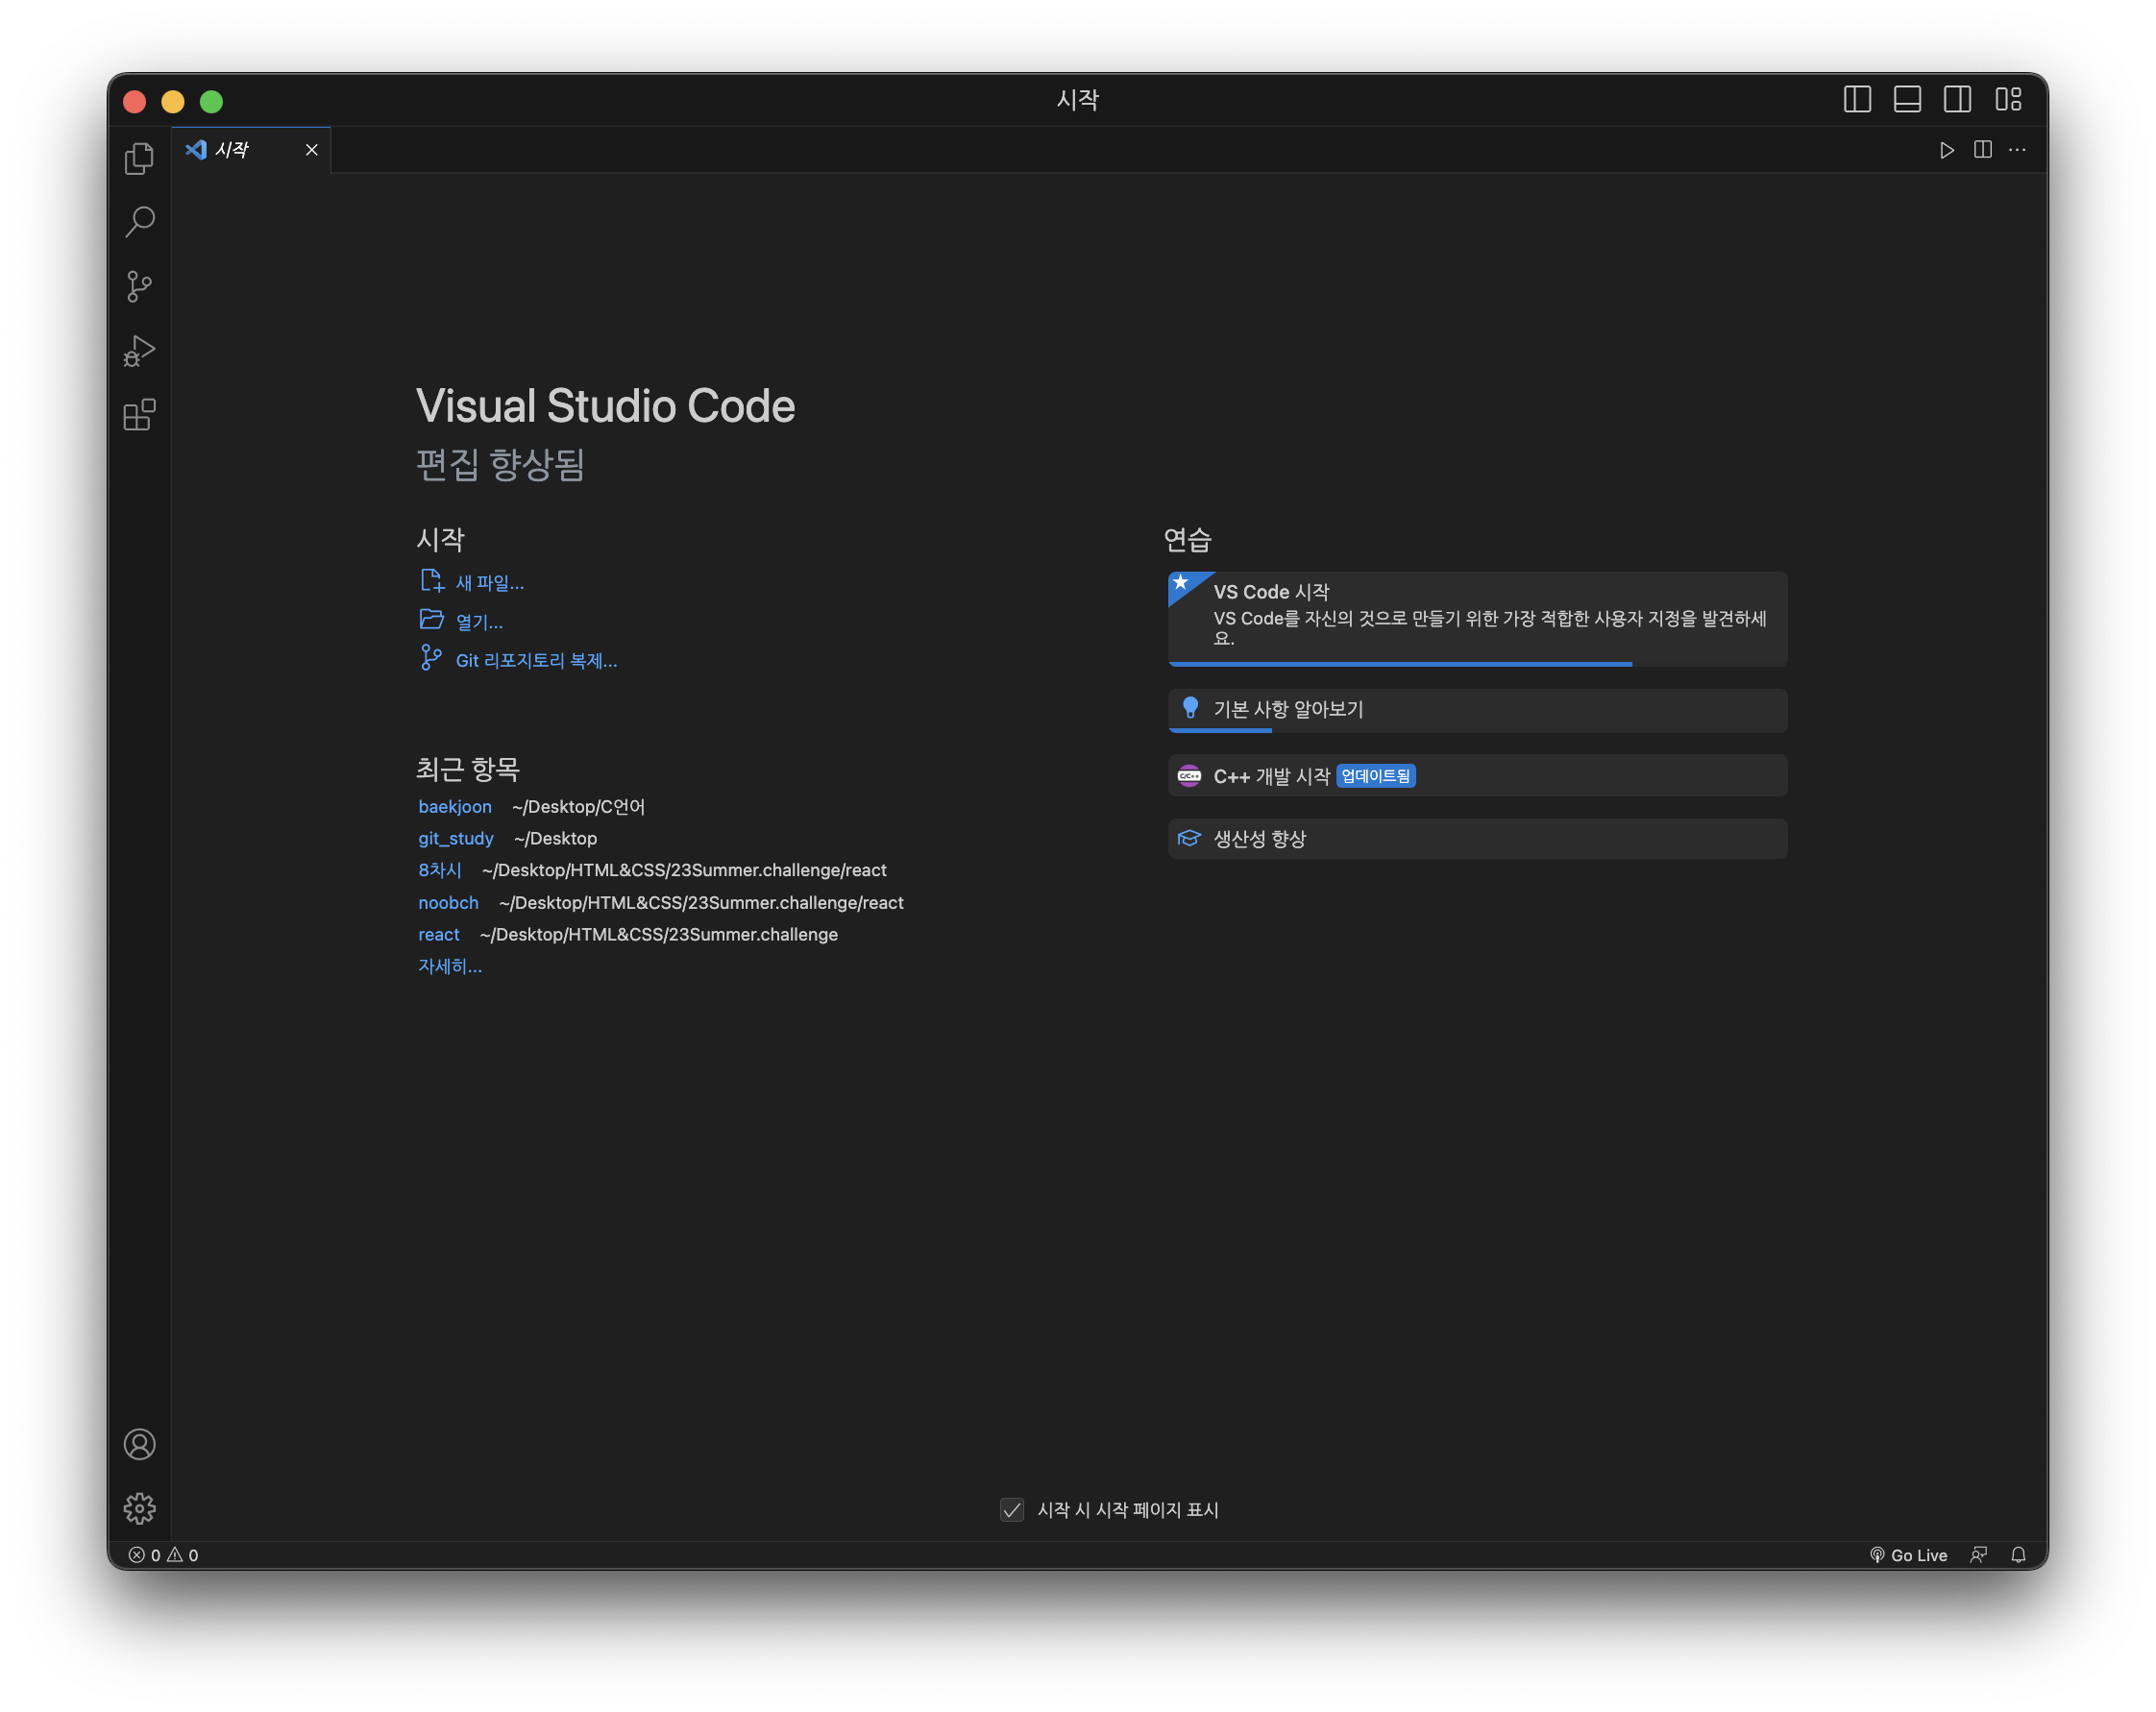 시작
시작
Visual Studio Code
편집 향상됨
시작
새 파일...
열기...
Git 리포지토리 복제...
최근 항목
baekjoon ~/Desktop/C언어
git_study ~/Desktop
8차시 ~/Desktop/HTML&CSS/23Summer.challenge/react
noobch ~/Desktop/HTML&CSS/23Summer.challenge/react
react ~/Desktop/HTML&CSS/23Summer.challenge
자세히...
연습
VS Code 시작
VS Code를 자신의 것으로 만들기 위한 가장 적합한 사용자 지정을 발견하세
요.
기본 사항 알아보기
C/C++ C++ 개발 시작 업데이트됨
생산성 향상
시작 시 시작 페이지 표시
0 0
Go Live